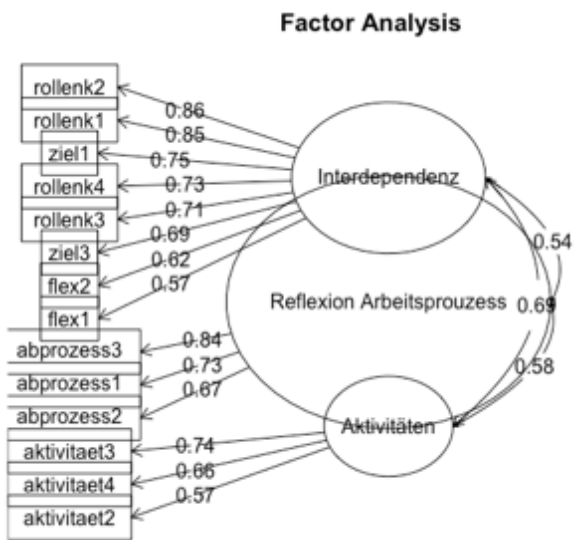 Factor Analysis
rollenk2
0.86
rollenk1
0.85
ziel1
0.75
Interdependenz
rollenk4
0.73
rollenk3
0.71
ziel3
0.69
0.54
flex2
0.62
flex1
0.57
Reflexion Arbeitsprouzess
0.69
abprozess3
0.84
abprozess1
0.73
0.58
abprozess2
0.67
Aktivitäten
aktivitaet3
0.74
aktivitaet4
0.66
aktivitaet2
0.57